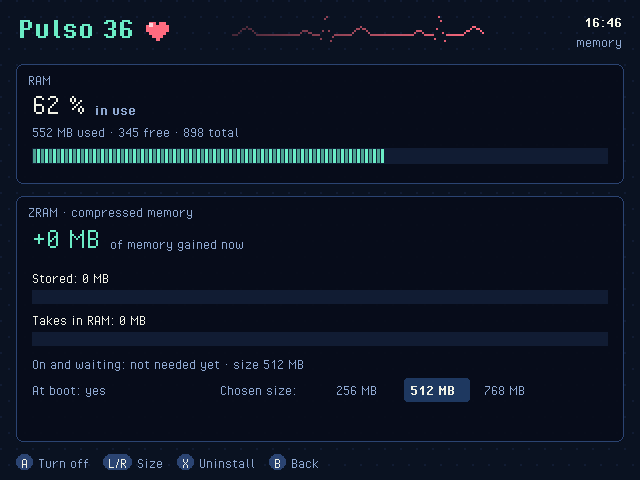 Pulso 36
16:46
memory
RAM
62 % in use
552 MB used · 345 free · 898 total
ZRAM · compressed memory
+0 MB of memory gained now
Stored: 0 MB
Takes in RAM: 0 MB
On and waiting: not needed yet · size 512 MB
At boot: yes Chosen size: 256 MB 512 MB 768 MB
A Turn off L/R Size X Uninstall B Back